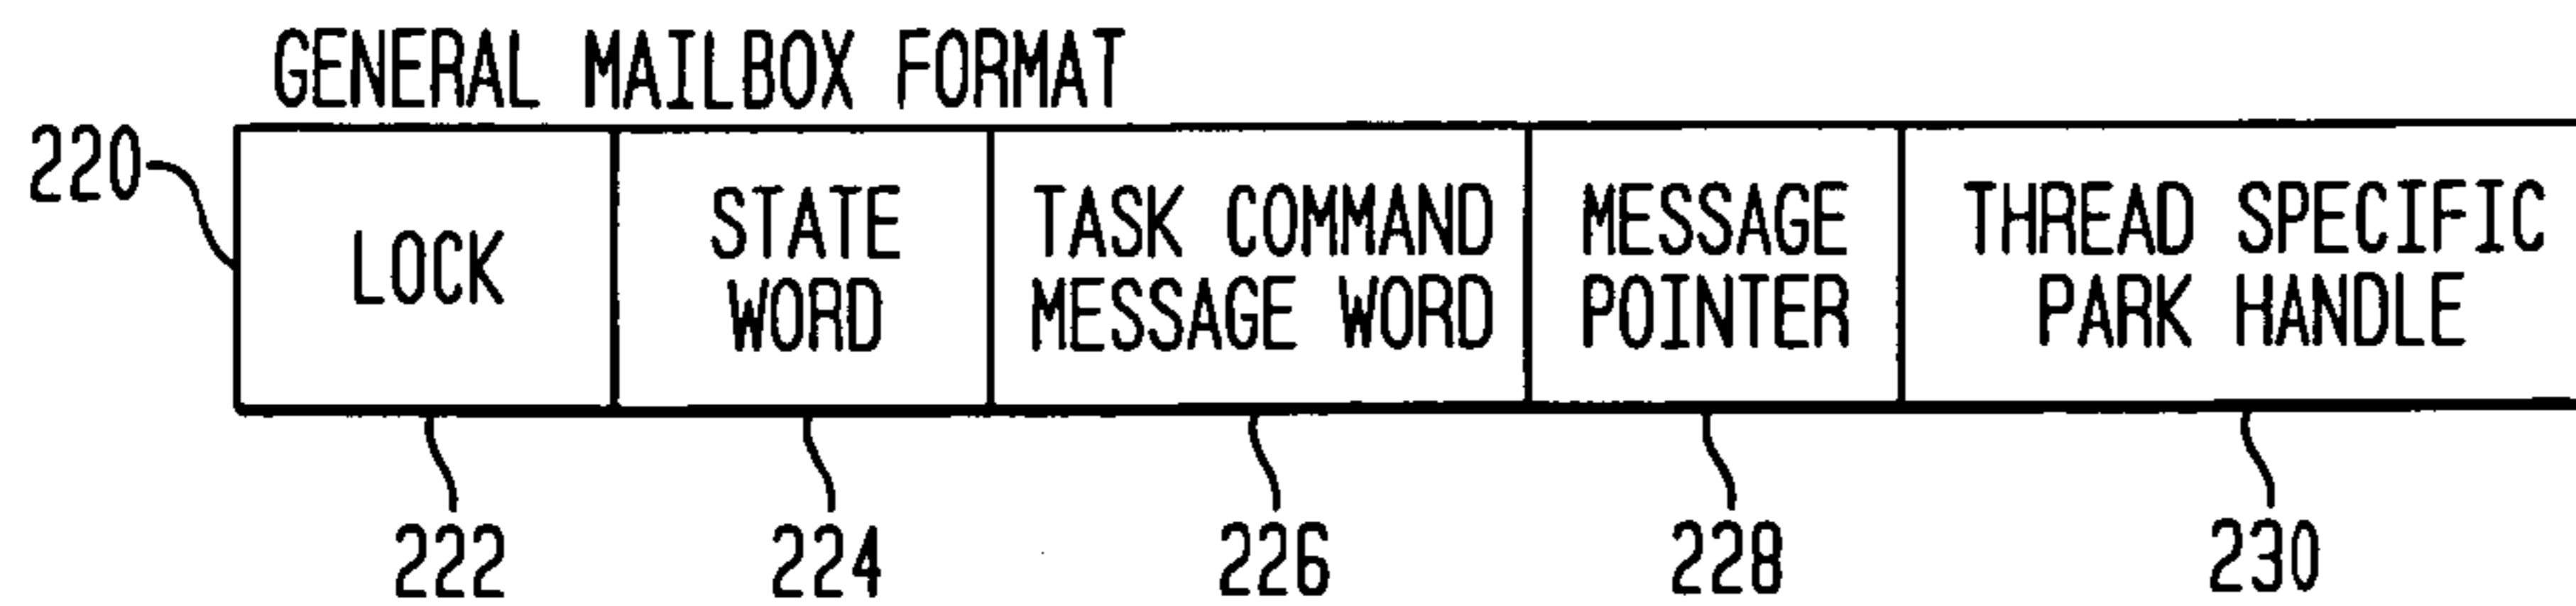 GENERAL MAILBOX FORMAT
220
LOCK
STATE
WORD
TASK COMMAND
MESSAGE WORD
MESSAGE
POINTER
THREAD SPECIFIC
PARK HANDLE
222
224
226
228
230